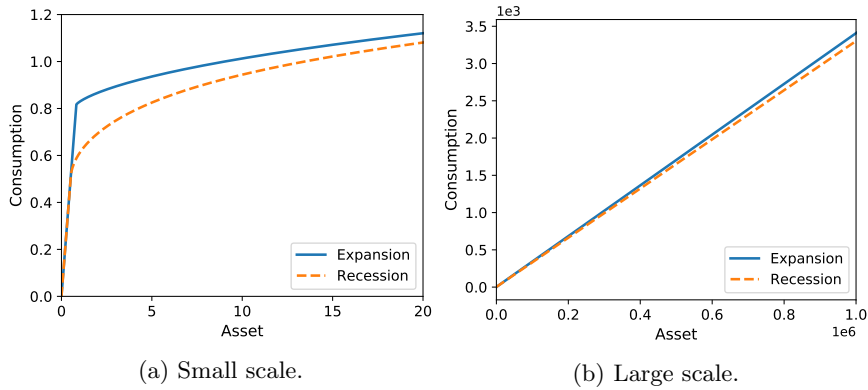 1.2
1.0
0.8
0.6
0.4
0.2
0.0
Consumption
0
5
10
15
20
Asset
Expansion
Recession
(a) Small scale.
1e3
3.5
3.0
2.5
2.0
1.5
1.0
0.5
0.0
Consumption
0.0
0.2
0.4
0.6
0.8
1.0
1e6
Asset
Expansion
Recession
(b) Large scale.